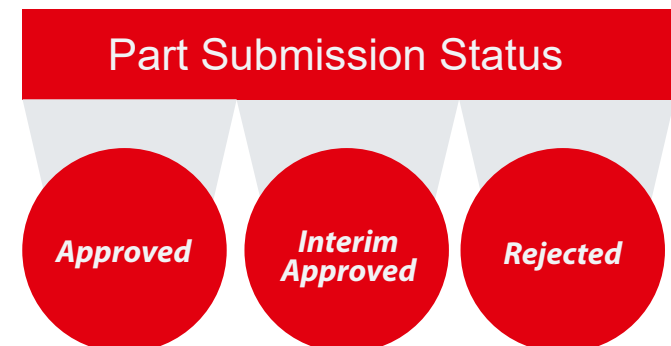 Part Submission Status
Approved
Interim
Approved
Rejected